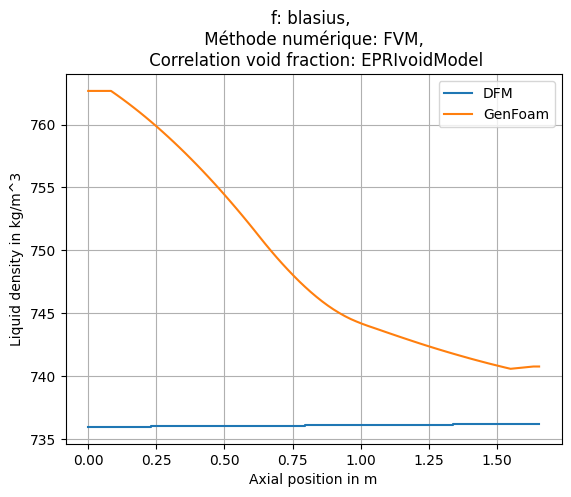 f: blasius,
Méthode numérique: FVM,
Correlation void fraction: EPRIvoidModel
DFM
GenFoam
760
755
750
745
740
735
Liquid density in kg/m^3
0.00 0.25 0.50 0.75 1.00 1.25 1.50
Axial position in m